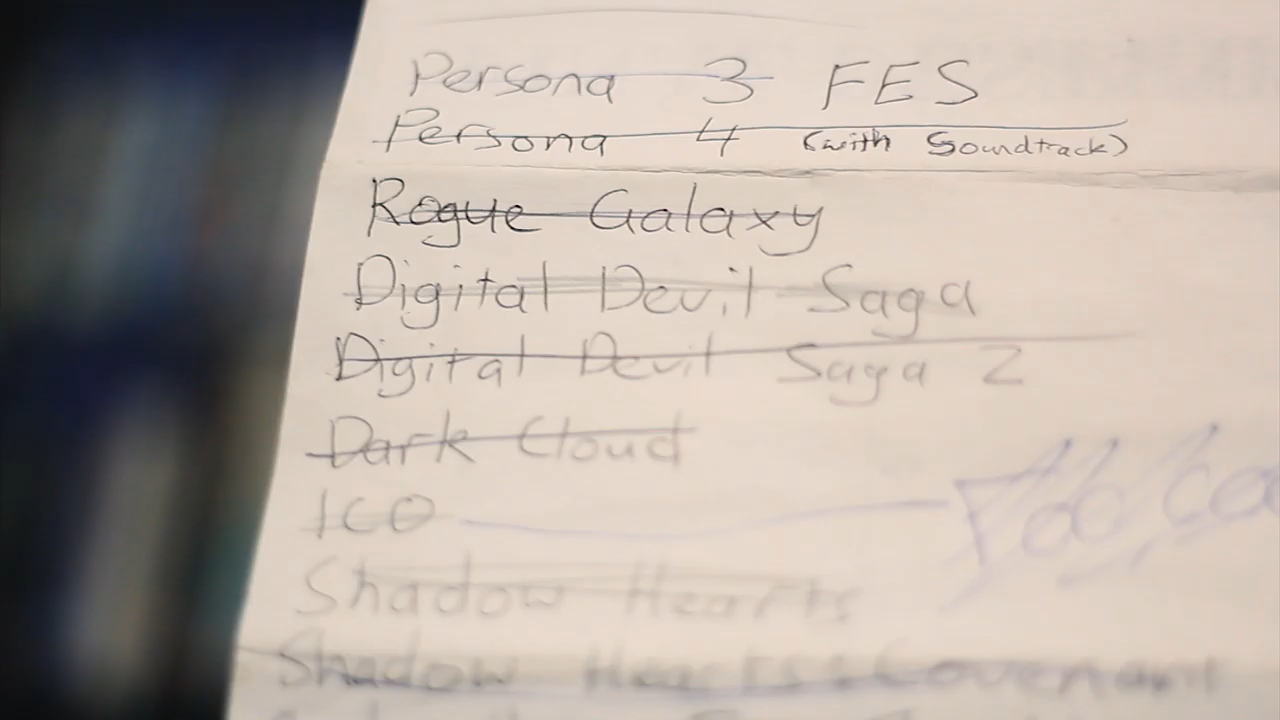 Persona 3 FES
Persona 4 (with Soundtrack)
Rogue Galaxy
Digital Devil Saga
Digital Devil Saga 2
Dark Cloud
ICO
Shadow Hearts
Shadow Hearts: Covenant